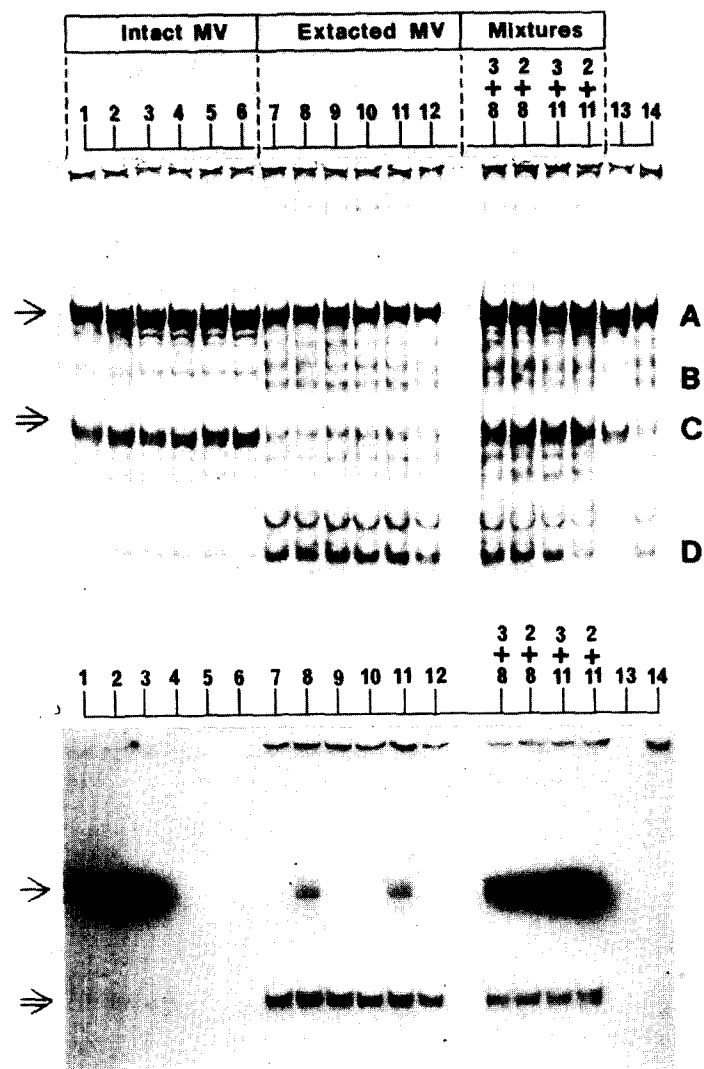 Intact MV Extacted MV Mixtures
3 2 3 2
+ + + +
1 2 3 4 5 6 7 8 9 10 11 12 8 8 11 11 13 14
A
B
C
D
3 2 3 2
+ + + +
1 2 3 4 5 6 7 8 9 10 11 12 8 8 11 11 13 14